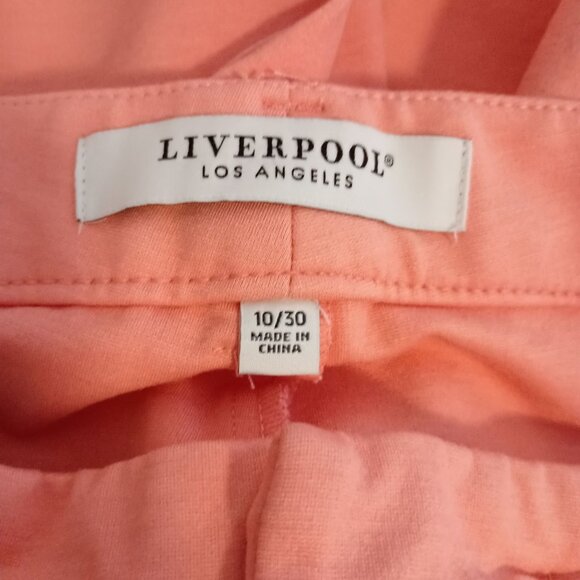 LIVERPOOL®
LOS ANGELES
10/30
MADE IN
CHINA